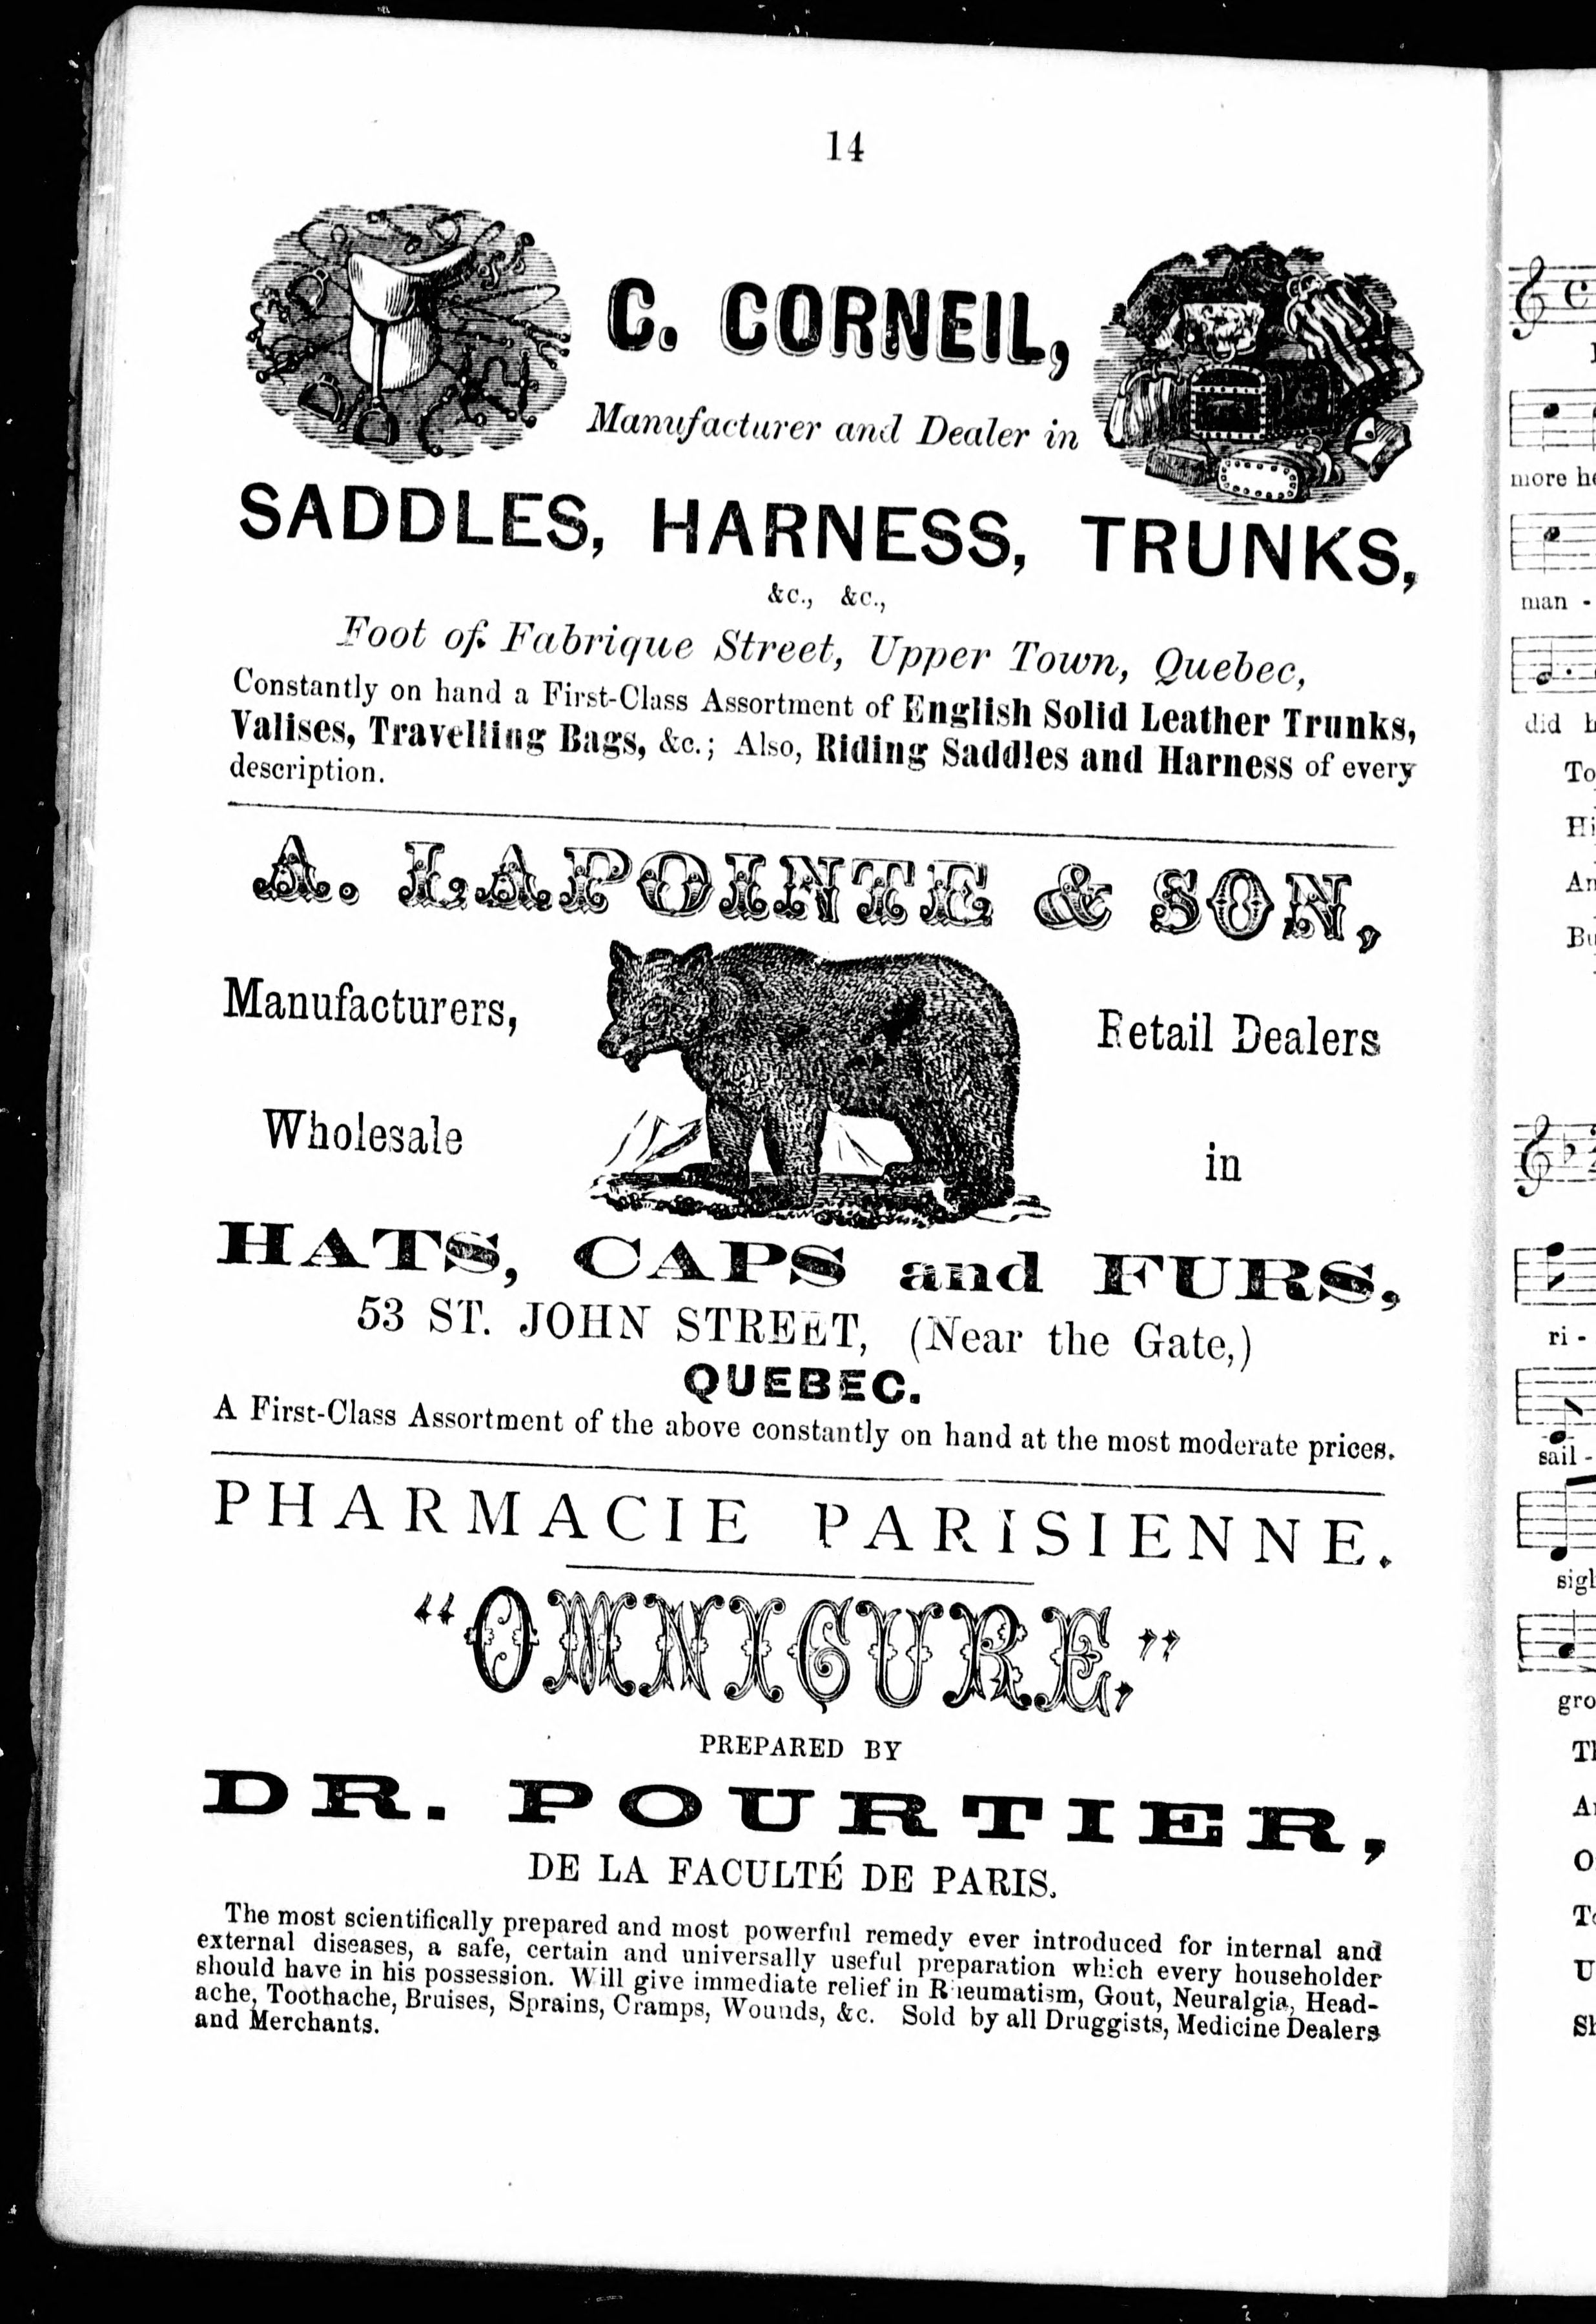 14
C. CORNEIL,
Manufacturer and Dealer in
SADDLES, HARNESS, TRUNKS,
&c., &c.,
Foot of Fabrique Street, Upper Town, Quebec,
Constantly on hand a First-Class Assortment of English Solid Leather Trunks,
Valises, Travelling Bags, &c.; Also, Riding Saddles and Harness of every
description.
A. LAPOINTE & SON,
Manufacturers,
Retail Dealers
Wholesale
in
HATS, CAPS and FURS,
53 ST. JOHN STREET, (Near the Gate,)
QUEBEC.
A First-Class Assortment of the above constantly on hand at the most moderate prices.
PHARMACIE PARISIENNE.
“OMNICURE,”
PREPARED BY
DR. POURTIER,
DE LA FACULTÉ DE PARIS.
The most scientifically prepared and most powerful remedy ever introduced for internal and
external diseases, a safe, certain and universally useful preparation which every householder
should have in his possession. Will give immediate relief in Rheumatism, Gout, Neuralgia, Head-
ache, Toothache, Bruises, Sprains, Cramps, Wounds, &c. Sold by all Druggists, Medicine Dealers
and Merchants.
more
man -
did
To
ri -
sail -